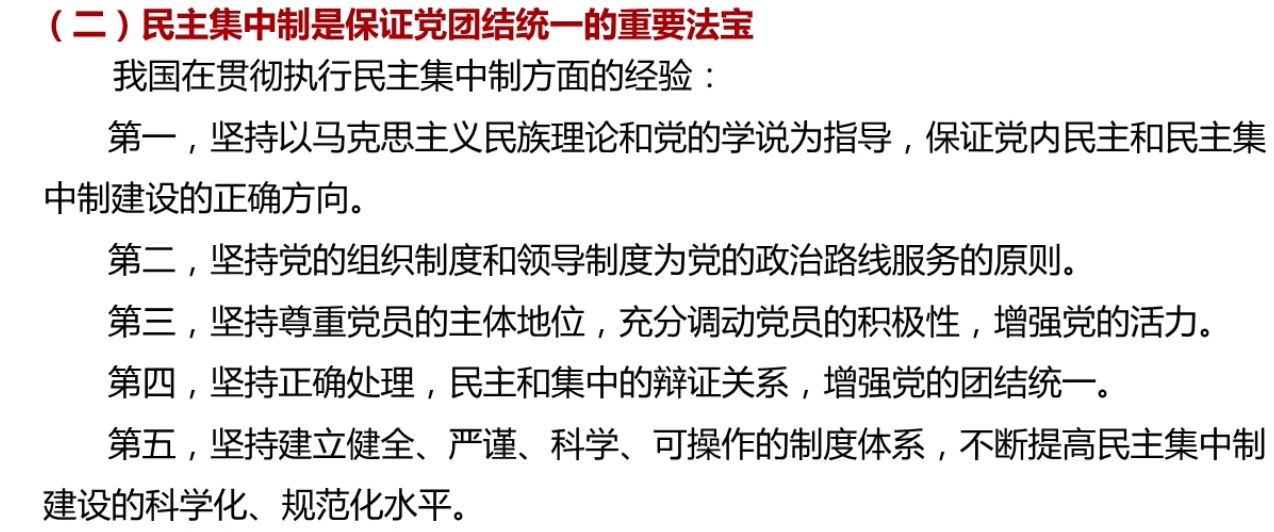 （二）民主集中制是保证党团结统一的重要法宝
我国在贯彻执行民主集中制方面的经验：
第一，坚持以马克思主义民族理论和党的学说为指导，保证党内民主和民主集
中制建设的正确方向。
第二，坚持党的组织制度和领导制度为党的政治路线服务的原则。
第三，坚持尊重党员的主体地位，充分调动党员的积极性，增强党的活力。
第四，坚持正确处理，民主和集中的辩证关系，增强党的团结统一。
第五，坚持建立健全、严谨、科学、可操作的制度体系，不断提高民主集中制
建设的科学化、规范化水平。